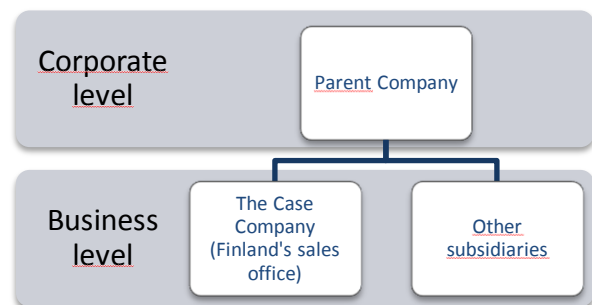 Corporate
level
Parent Company
Business
level
The Case
Company
(Finland's sales
office)
Other
subsidiaries